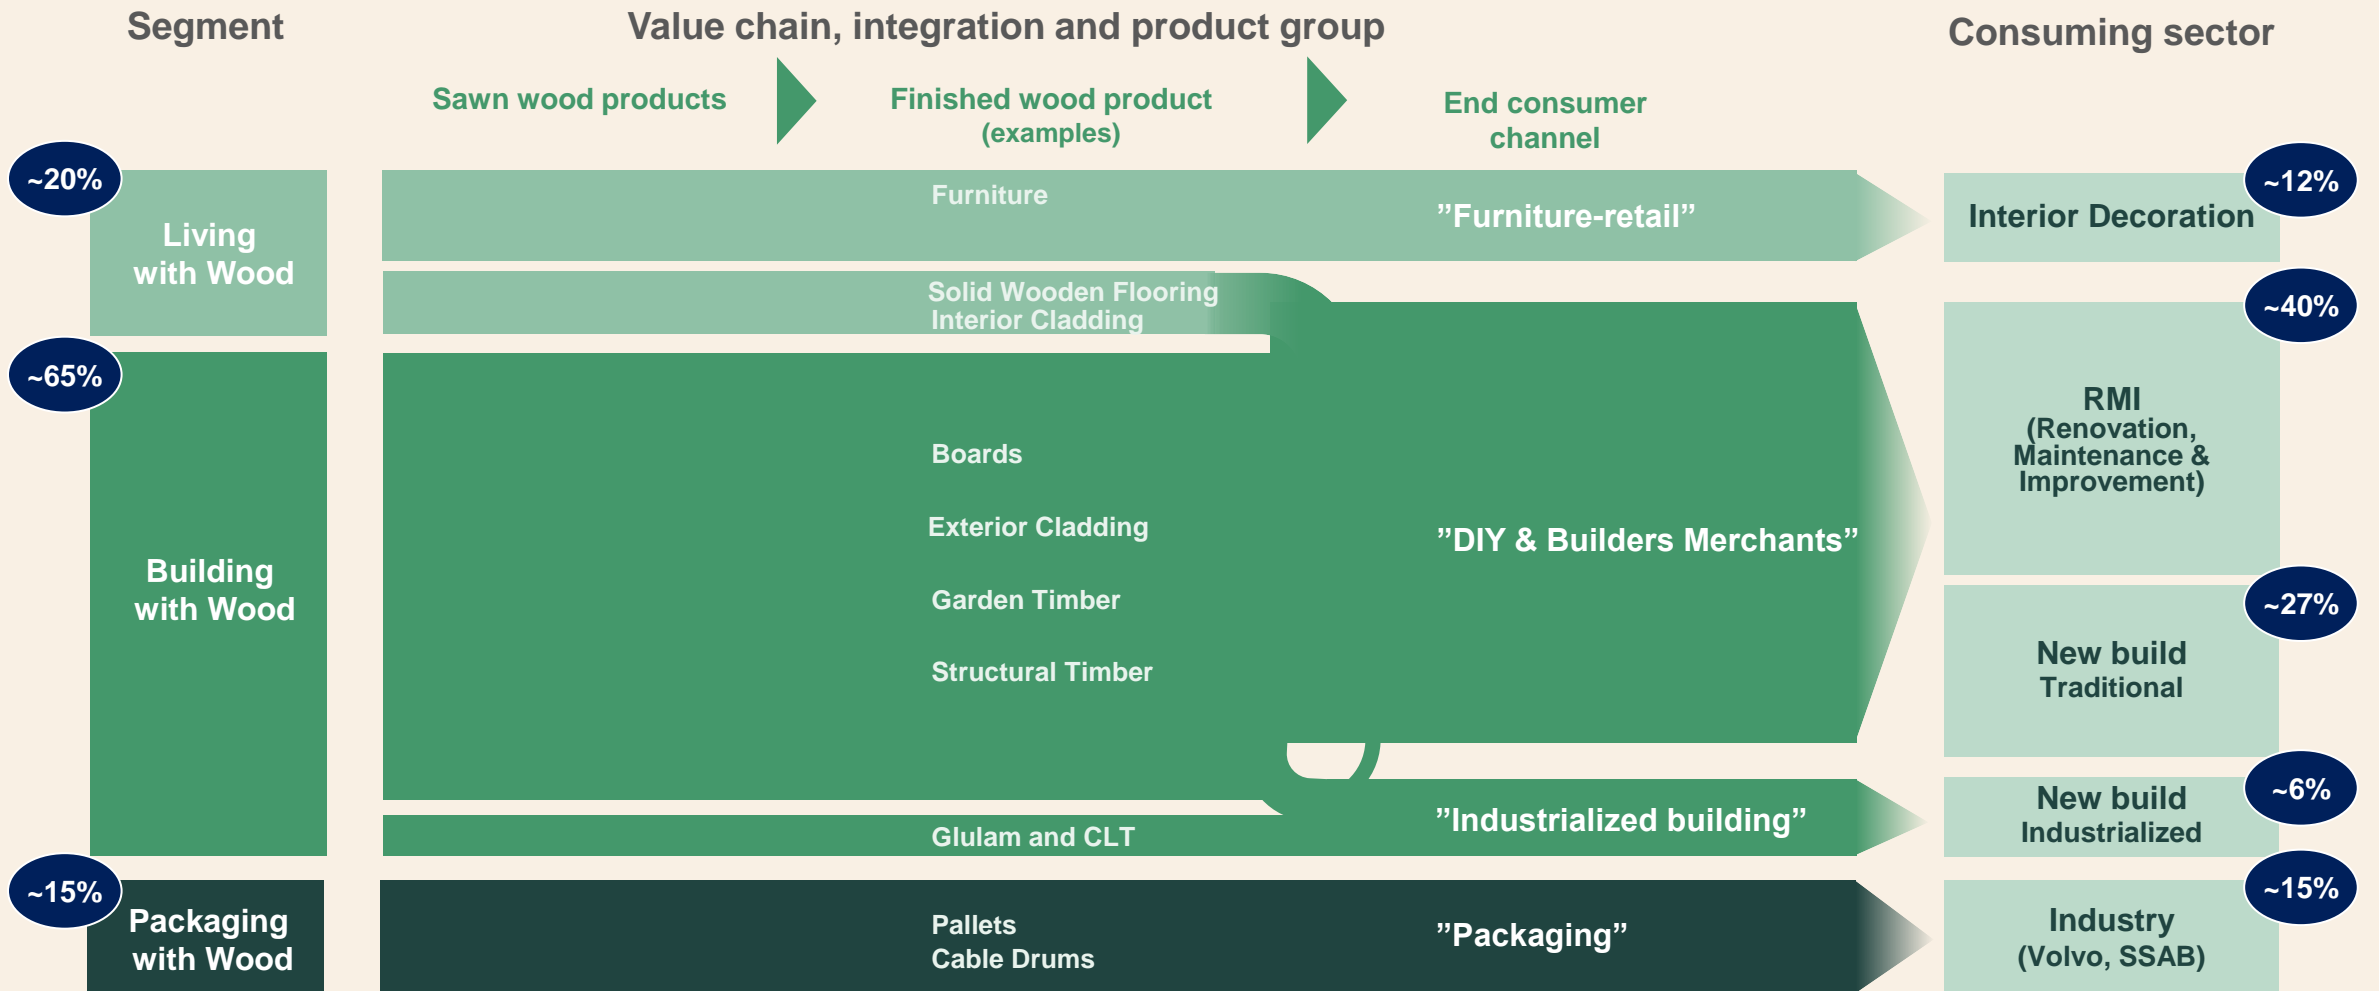 Segment
Value chain, integration and product group
Consuming sector
Sawn wood products
Finished wood product
(examples)
End consumer
channel
~20%
Living
with Wood
Furniture
”Furniture-retail”
Interior Decoration
~12%
Solid Wooden Flooring
Interior Cladding
~65%
Building
with Wood
Boards
Exterior Cladding
Garden Timber
Structural Timber
”DIY & Builders Merchants”
~40%
RMI
(Renovation,
Maintenance &
Improvement)
~27%
New build
Traditional
Glulam and CLT
”Industrialized building”
~6%
New build
Industrialized
~15%
Packaging
with Wood
Pallets
Cable Drums
”Packaging”
~15%
Industry
(Volvo, SSAB)